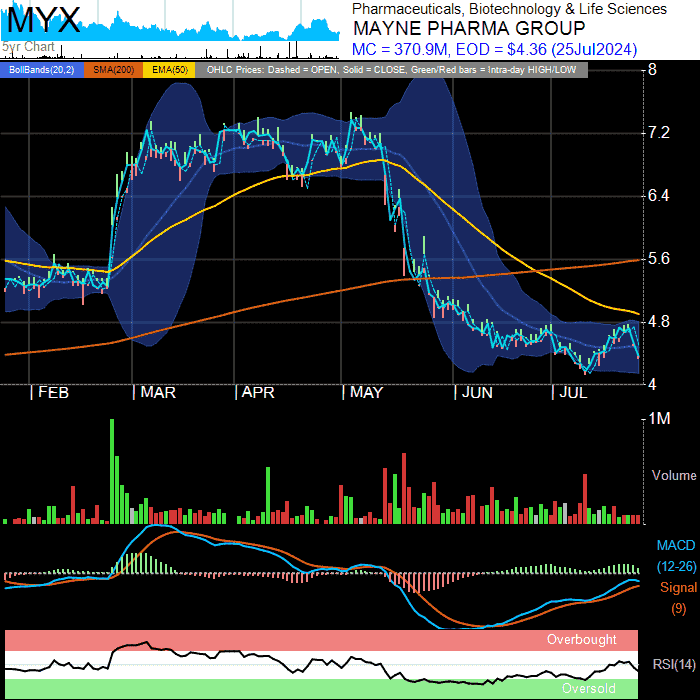 MYX
5yr Chart
Pharmaceuticals, Biotechnology & Life Sciences
MAYNE PHARMA GROUP
MC = 370.9M, EOD = $4.36 (25Jul2024)
BollBands(20,2) SMA(200) EMA(50) OHLC Prices: Dashed = OPEN, Solid = CLOSE, Green/Red bars = Intra-day HIGH/LOW
8
7.2
6.4
5.6
4.8
4
FEB MAR APR MAY JUN JUL
1M
Volume
MACD
(12-26)
Signal
(9)
Overbought
RSI(14)
Oversold